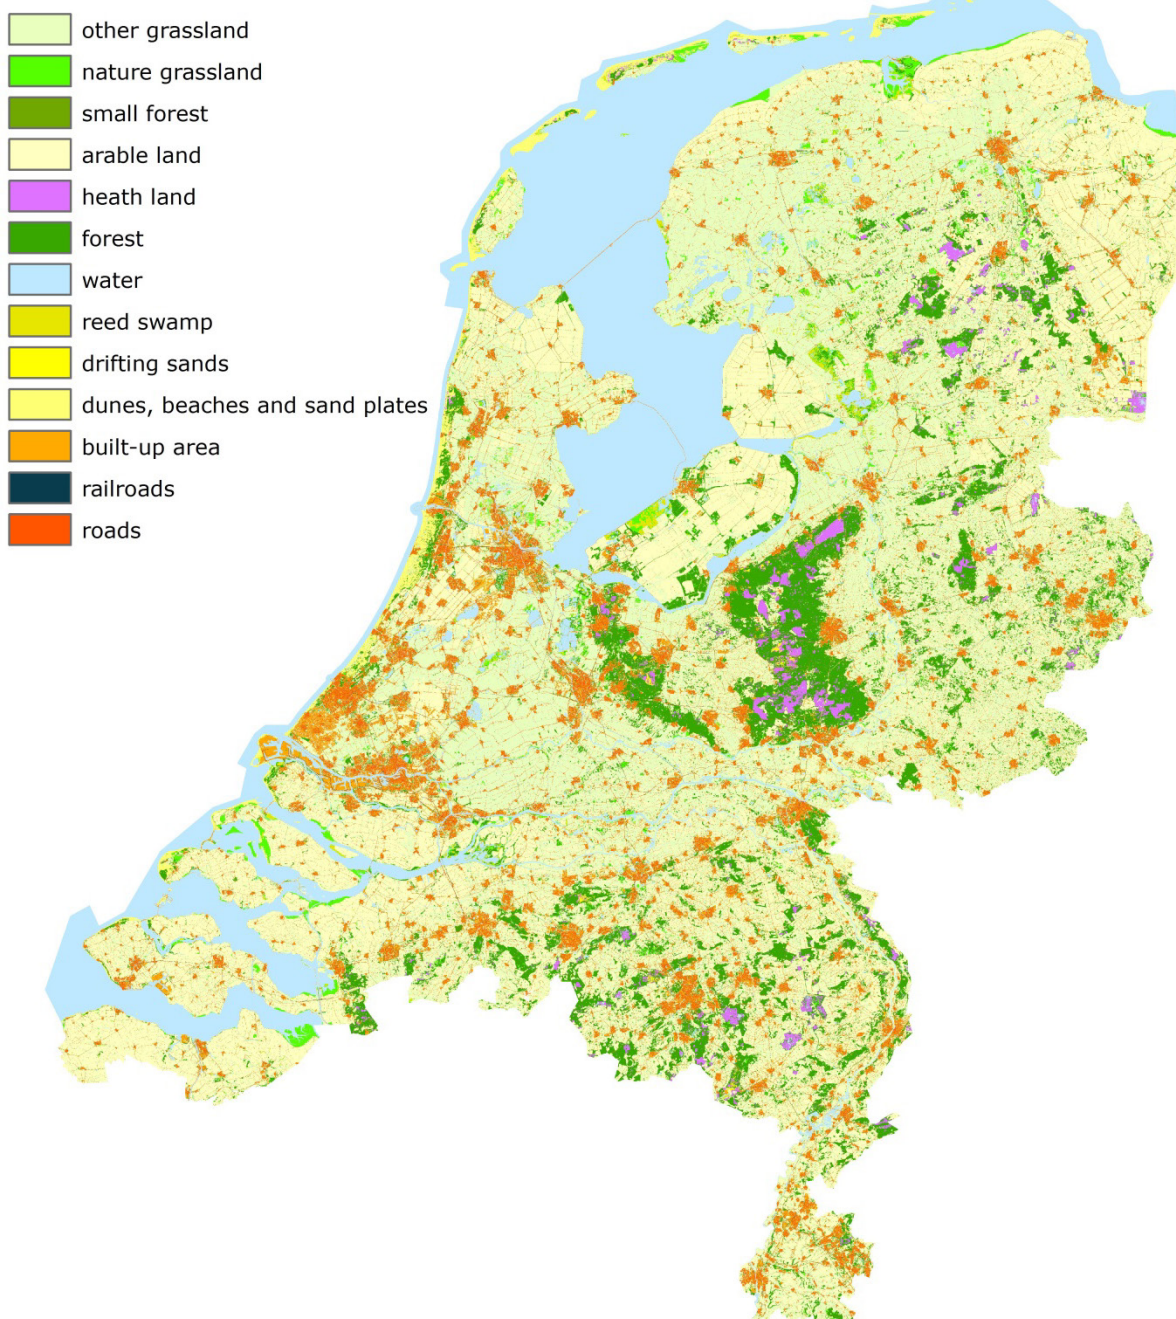 other grassland
nature grassland
small forest
arable land
heath land
forest
water
reed swamp
drifting sands
dunes, beaches and sand plates
built-up area
railroads
roads